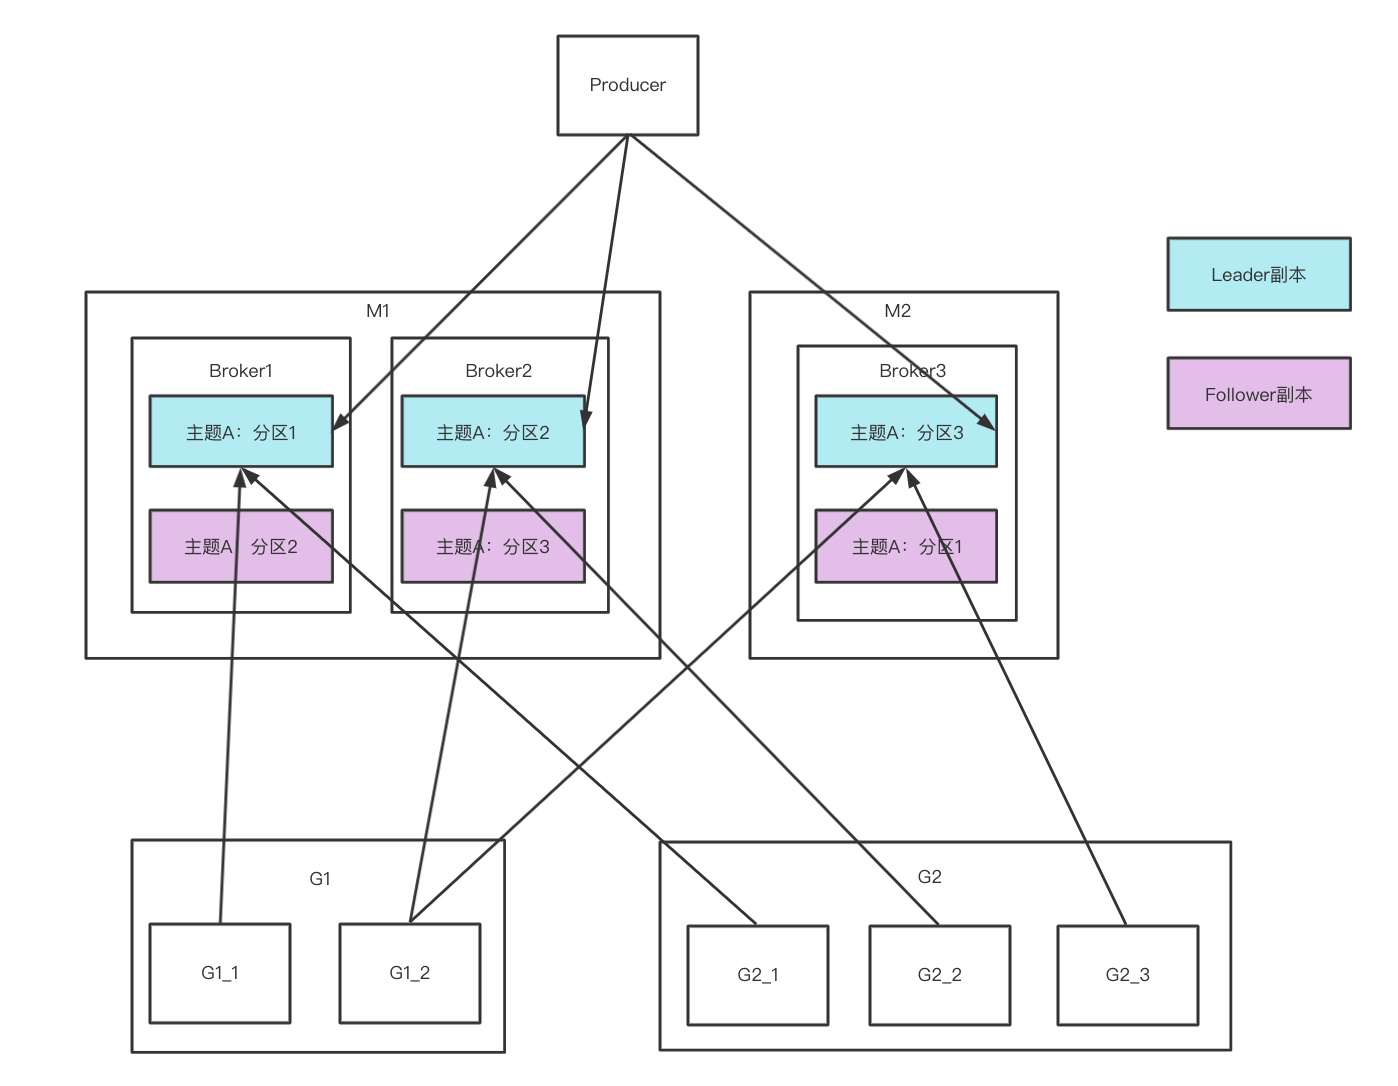 Producer
Leader副本
M1
M2
Follower副本
Broker1
Broker2
Broker3
主题A：分区1
主题A：分区2
主题A：分区3
主题A 分区2
主题A：分区3
主题A：分区1
G1
G2
G1_1
G1_2
G2_1
G2_2
G2_3